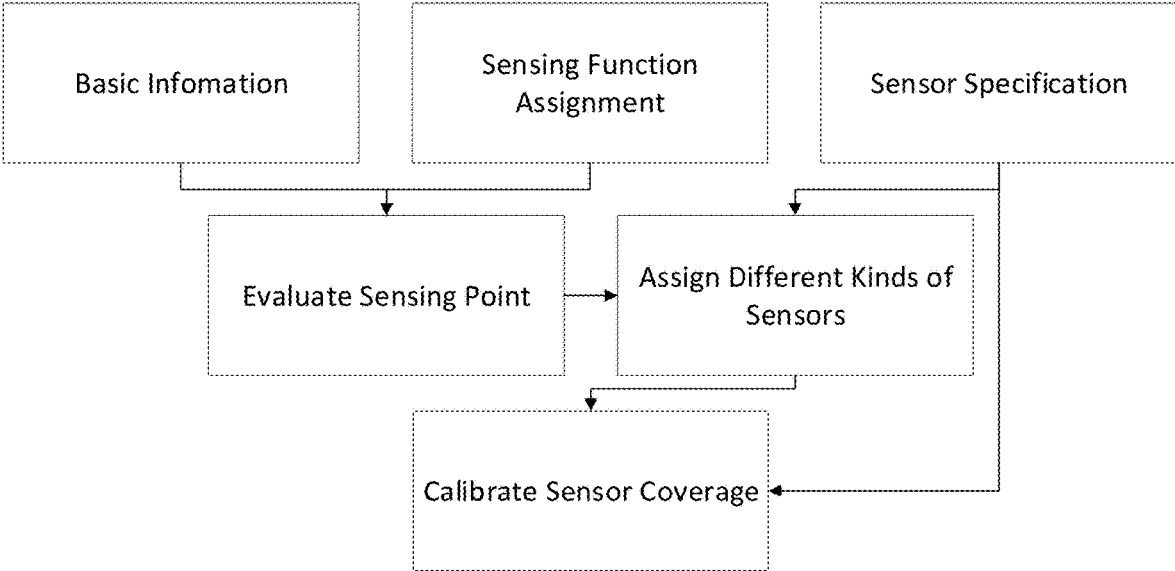 Basic Infomation
Sensing Function
Assignment
Sensor Specification
Evaluate Sensing Point
Assign Different Kinds of
Sensors
Calibrate Sensor Coverage